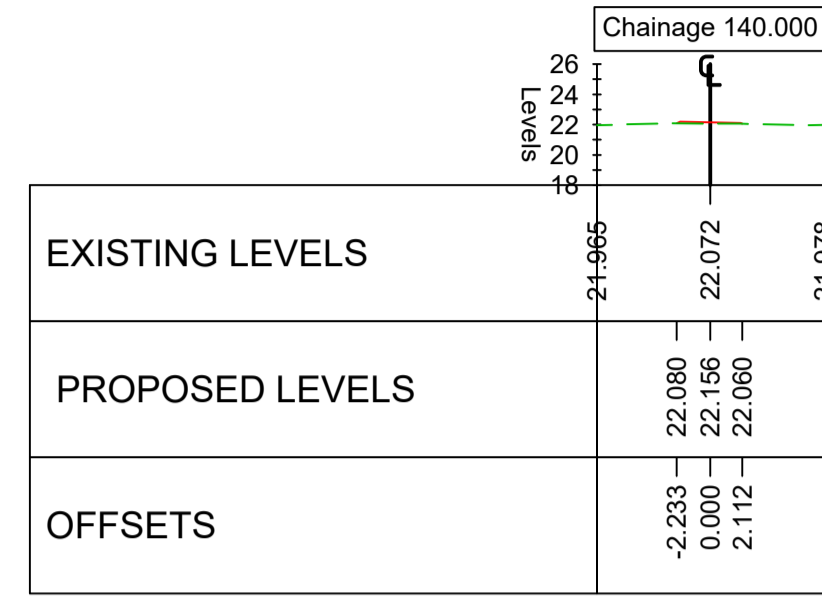 Chainage 140.000
26
24
22
20
18
Levels
℄
EXISTING LEVELS
21.965
22.072
PROPOSED LEVELS
22.080
22.156
22.060
OFFSETS
-2.233
0.000
2.112